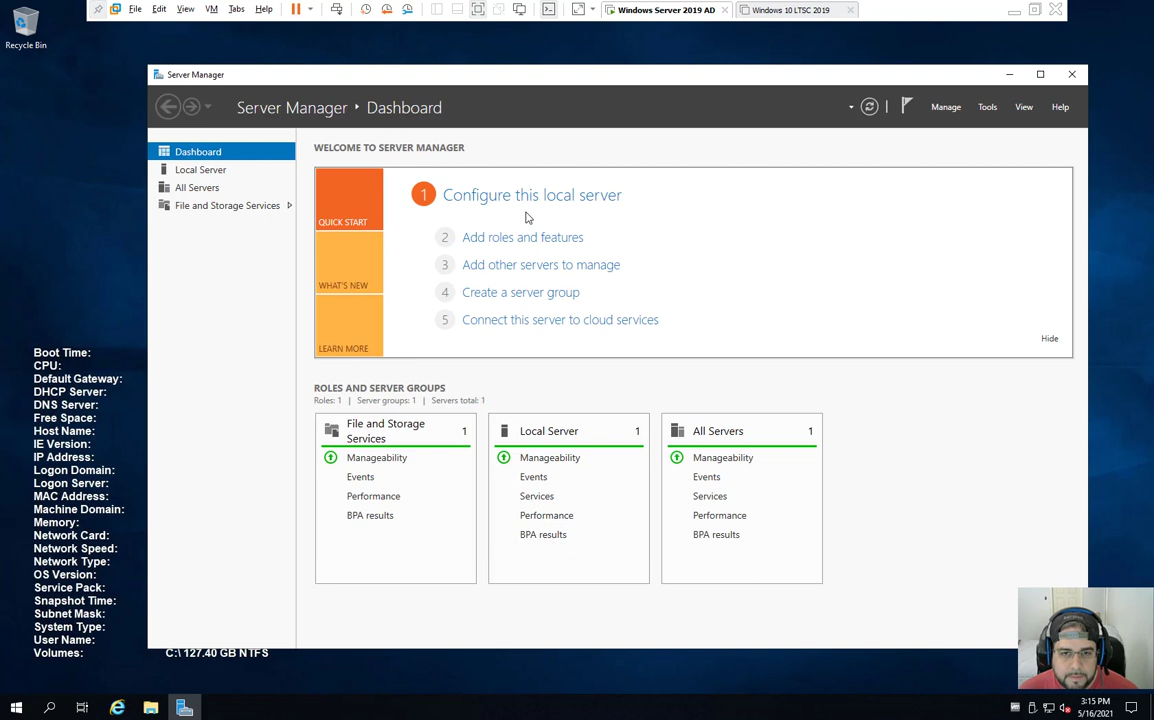 File Edit View VM Tabs Help Windows Server 2019 AD Windows 10 LTSC 2019
Recycle Bin
Server Manager
Server Manager Dashboard Manage Tools View Help
Dashboard
Local Server
All Servers
File and Storage Services
WELCOME TO SERVER MANAGER
QUICK START
WHAT'S NEW
LEARN MORE
1 Configure this local server
2 Add roles and features
3 Add other servers to manage
4 Create a server group
5 Connect this server to cloud services
Hide
ROLES AND SERVER GROUPS
Roles: 1 | Server groups: 1 | Servers total: 1
File and Storage
Services 1
Manageability
Events
Performance
BPA results
Local Server 1
Manageability
Events
Services
Performance
BPA results
All Servers 1
Manageability
Events
Services
Performance
BPA results
Boot Time:
CPU:
Default Gateway:
DHCP Server:
DNS Server:
Free Space:
Host Name:
IE Version:
IP Address:
Logon Domain:
Logon Server:
MAC Address:
Machine Domain:
Memory:
Network Card:
Network Speed:
Network Type:
OS Version:
Service Pack:
Snapshot Time:
Subnet Mask:
System Type:
User Name:
Volumes: C:\ 127.40 GB NTFS
3:15 PM
5/16/2021